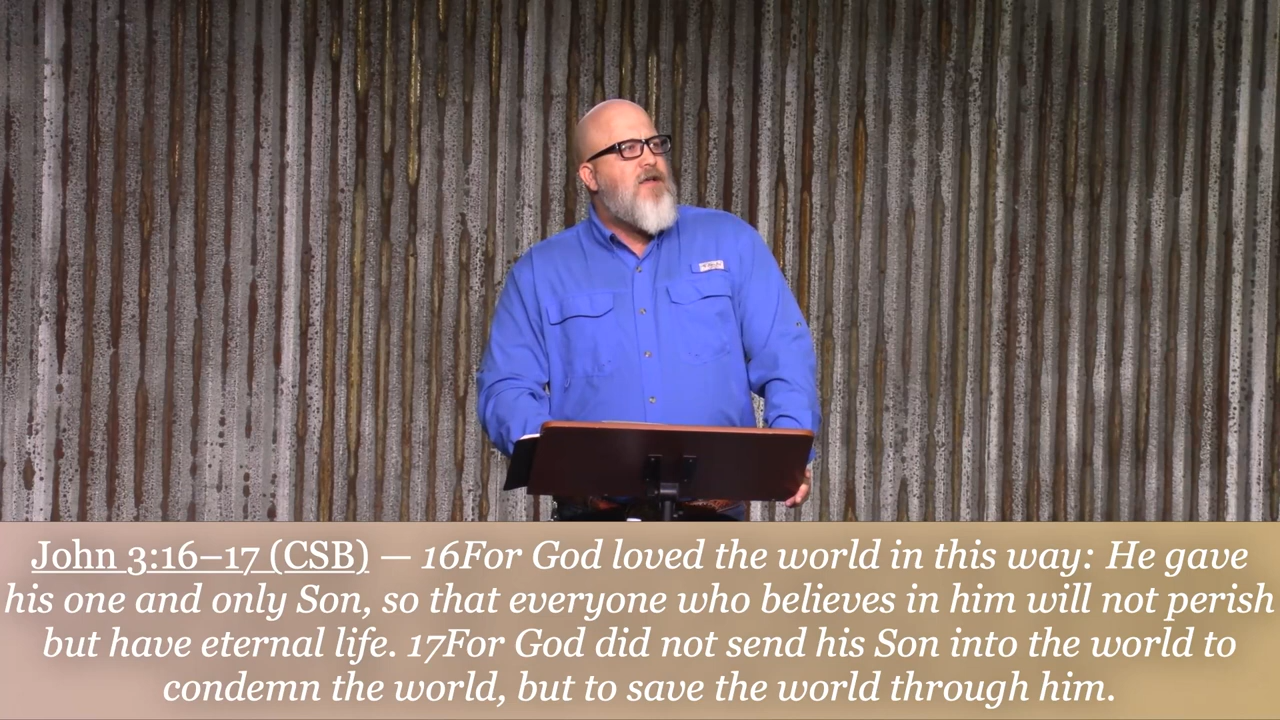 John 3:16–17 (CSB) — 16For God loved the world in this way: He gave
his one and only Son, so that everyone who believes in him will not perish
but have eternal life. 17For God did not send his Son into the world to
condemn the world, but to save the world through him.